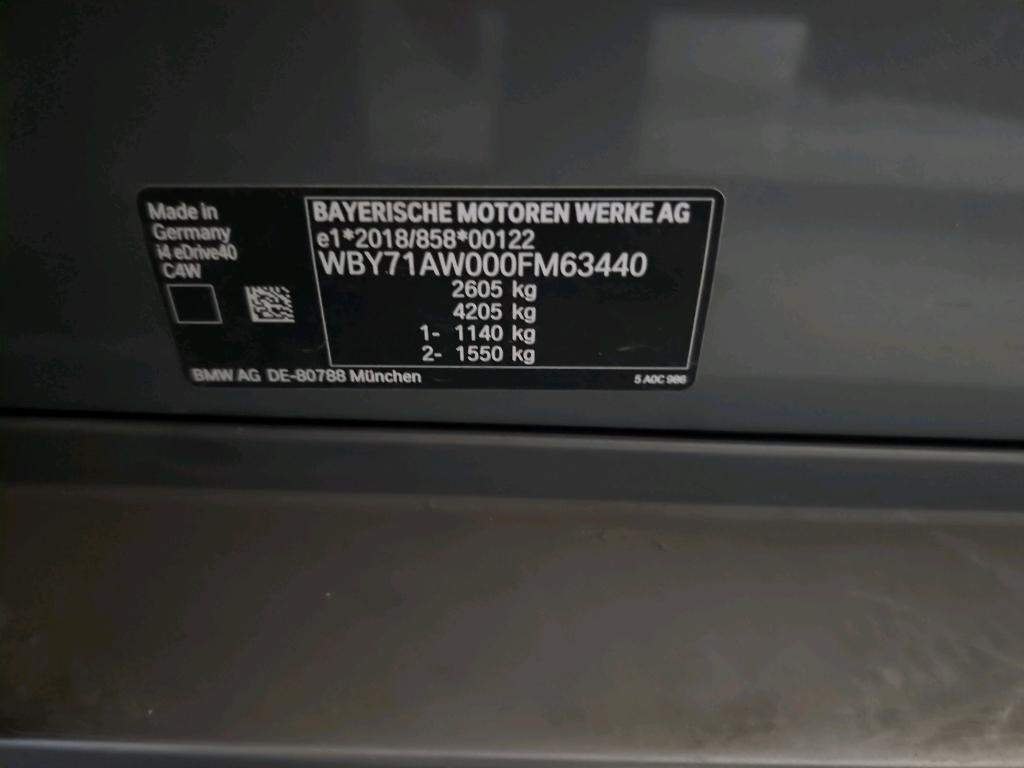 Made in
Germany
i4 eDrive40
C4W
BAYERISCHE MOTOREN WERKE AG
e1*2018/858*00122
WBY71AW000FM63440
2605 kg
4205 kg
1- 1140 kg
2- 1550 kg
BMW AG DE-80788 München
5 A0C 986